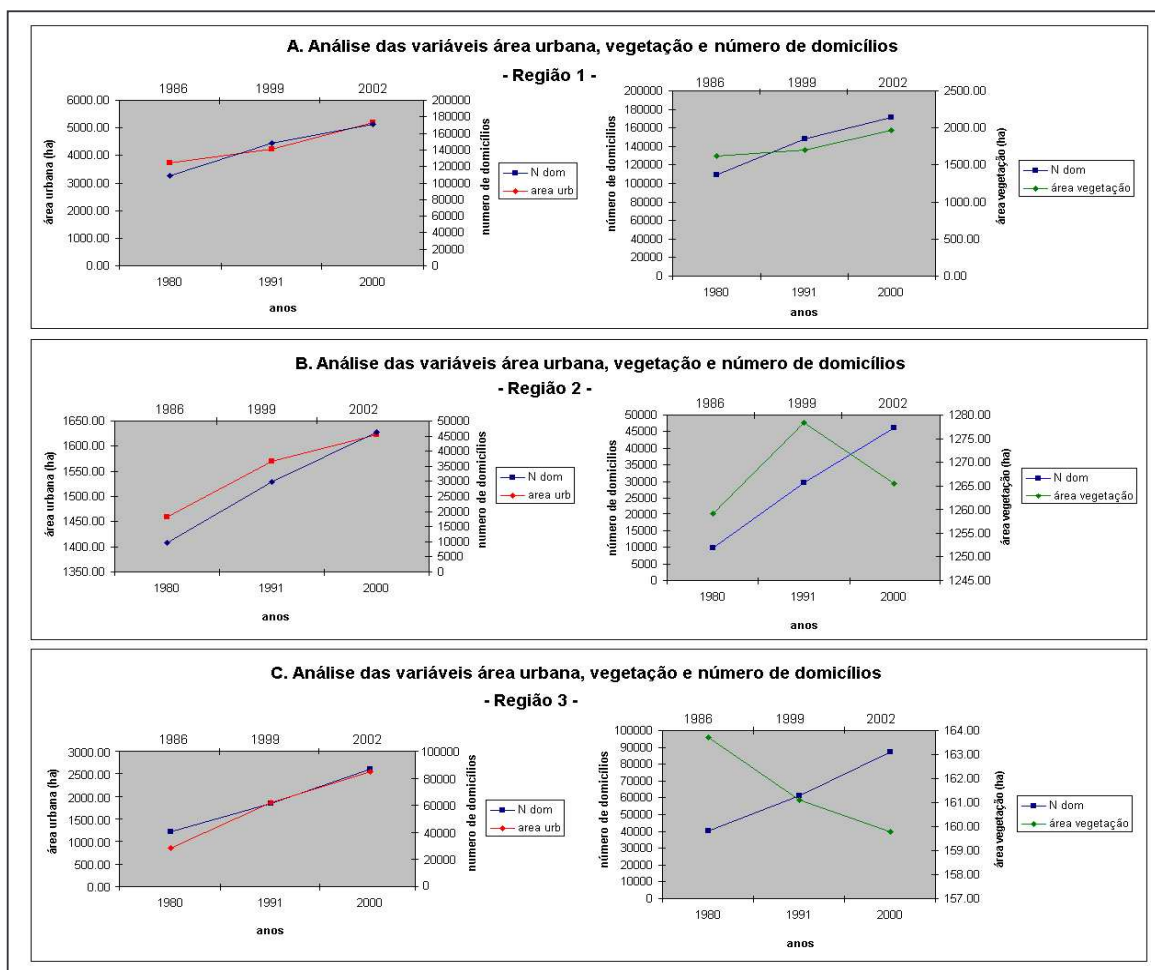 A. Análise das variáveis área urbana, vegetação e número de domicílios
- Região 1 -
1986 1999 2002
6000.00
5000.00
4000.00
3000.00
2000.00
1000.00
0.00
área urbana (ha)
200000
180000
160000
140000
120000
100000
80000
60000
40000
20000
0
numero de domicílios
1980 1991 2000
anos
N dom
area urb
1986 1999 2002
200000
180000
160000
140000
120000
100000
80000
60000
40000
20000
0
número de domicílios
2500.00
2000.00
1500.00
1000.00
500.00
0.00
área vegetação (ha)
1980 1991 2000
anos
N dom
área vegetação
B. Análise das variáveis área urbana, vegetação e número de domicílios
- Região 2 -
1986 1999 2002
1650.00
1600.00
1550.00
1500.00
1450.00
1400.00
1350.00
área urbana (ha)
50000
45000
40000
35000
30000
25000
20000
15000
10000
5000
0
numero de domicílios
1980 1991 2000
anos
N dom
area urb
1986 1999 2002
50000
45000
40000
35000
30000
25000
20000
15000
10000
5000
0
número de domicílios
1280.00
1275.00
1270.00
1265.00
1260.00
1255.00
1250.00
1245.00
área vegetação (ha)
1980 1991 2000
anos
N dom
área vegetação
C. Análise das variáveis área urbana, vegetação e número de domicílios
- Região 3 -
1986 1999 2002
3000.00
2500.00
2000.00
1500.00
1000.00
500.00
0.00
área urbana (ha)
100000
80000
60000
40000
20000
0
numero de domicílios
1980 1991 2000
anos
N dom
area urb
1986 1999 2002
100000
90000
80000
70000
60000
50000
40000
30000
20000
10000
0
número de domicílios
164.00
163.00
162.00
161.00
160.00
159.00
158.00
157.00
área vegetação (ha)
1980 1991 2000
anos
N dom
área vegetação